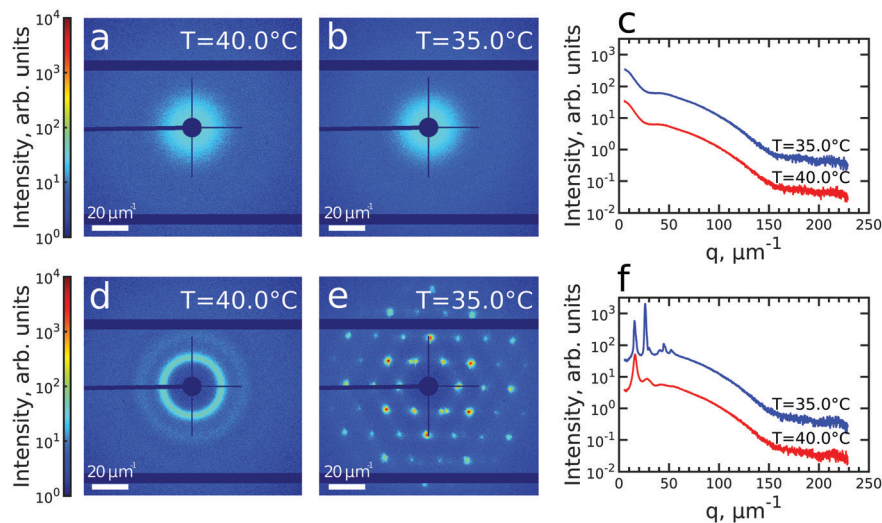 Intensity, arb. units
10⁴
10³
10²
10¹
10⁰
a
T=40.0°C
20 µm⁻¹
b
T=35.0°C
20 µm⁻¹
c
Intensity, arb. units
10³
10²
10¹
10⁰
10⁻¹
10⁻²
T=35.0°C
T=40.0°C
0 50 100 150 200 250
q, µm⁻¹
Intensity, arb. units
10⁴
10³
10²
10¹
10⁰
d
T=40.0°C
20 µm⁻¹
e
T=35.0°C
20 µm⁻¹
f
Intensity, arb. units
10³
10²
10¹
10⁰
10⁻¹
10⁻²
T=35.0°C
T=40.0°C
0 50 100 150 200 250
q, µm⁻¹